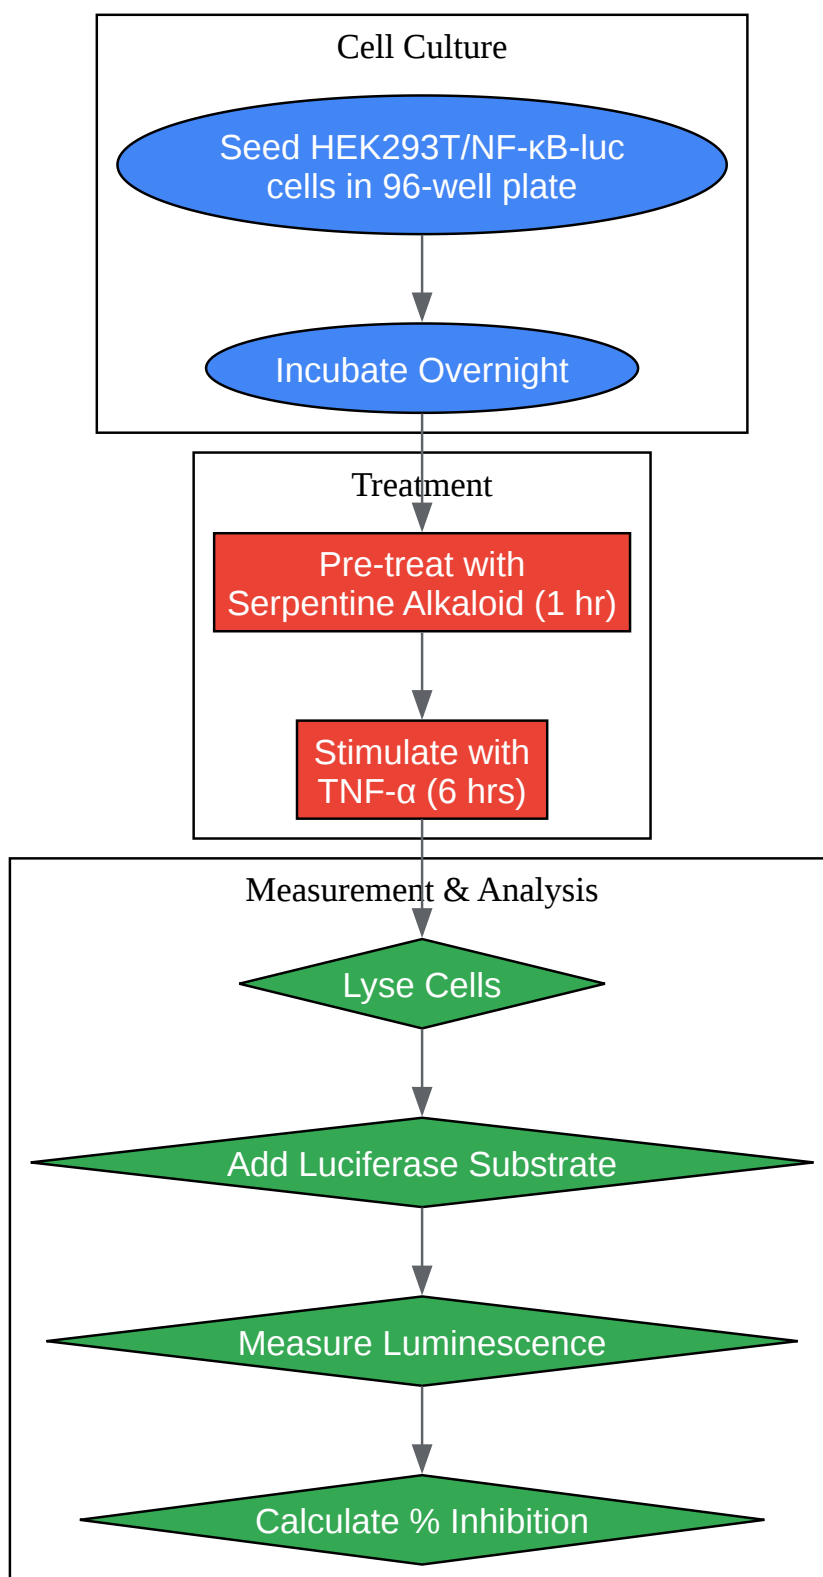 Cell Culture
Seed HEK293T/NF-κB-luc
cells in 96-well plate
Incubate Overnight
Treatment
Pre-treat with
Serpentine Alkaloid (1 hr)
Stimulate with
TNF-α (6 hrs)
Measurement & Analysis
Lyse Cells
Add Luciferase Substrate
Measure Luminescence
Calculate % Inhibition